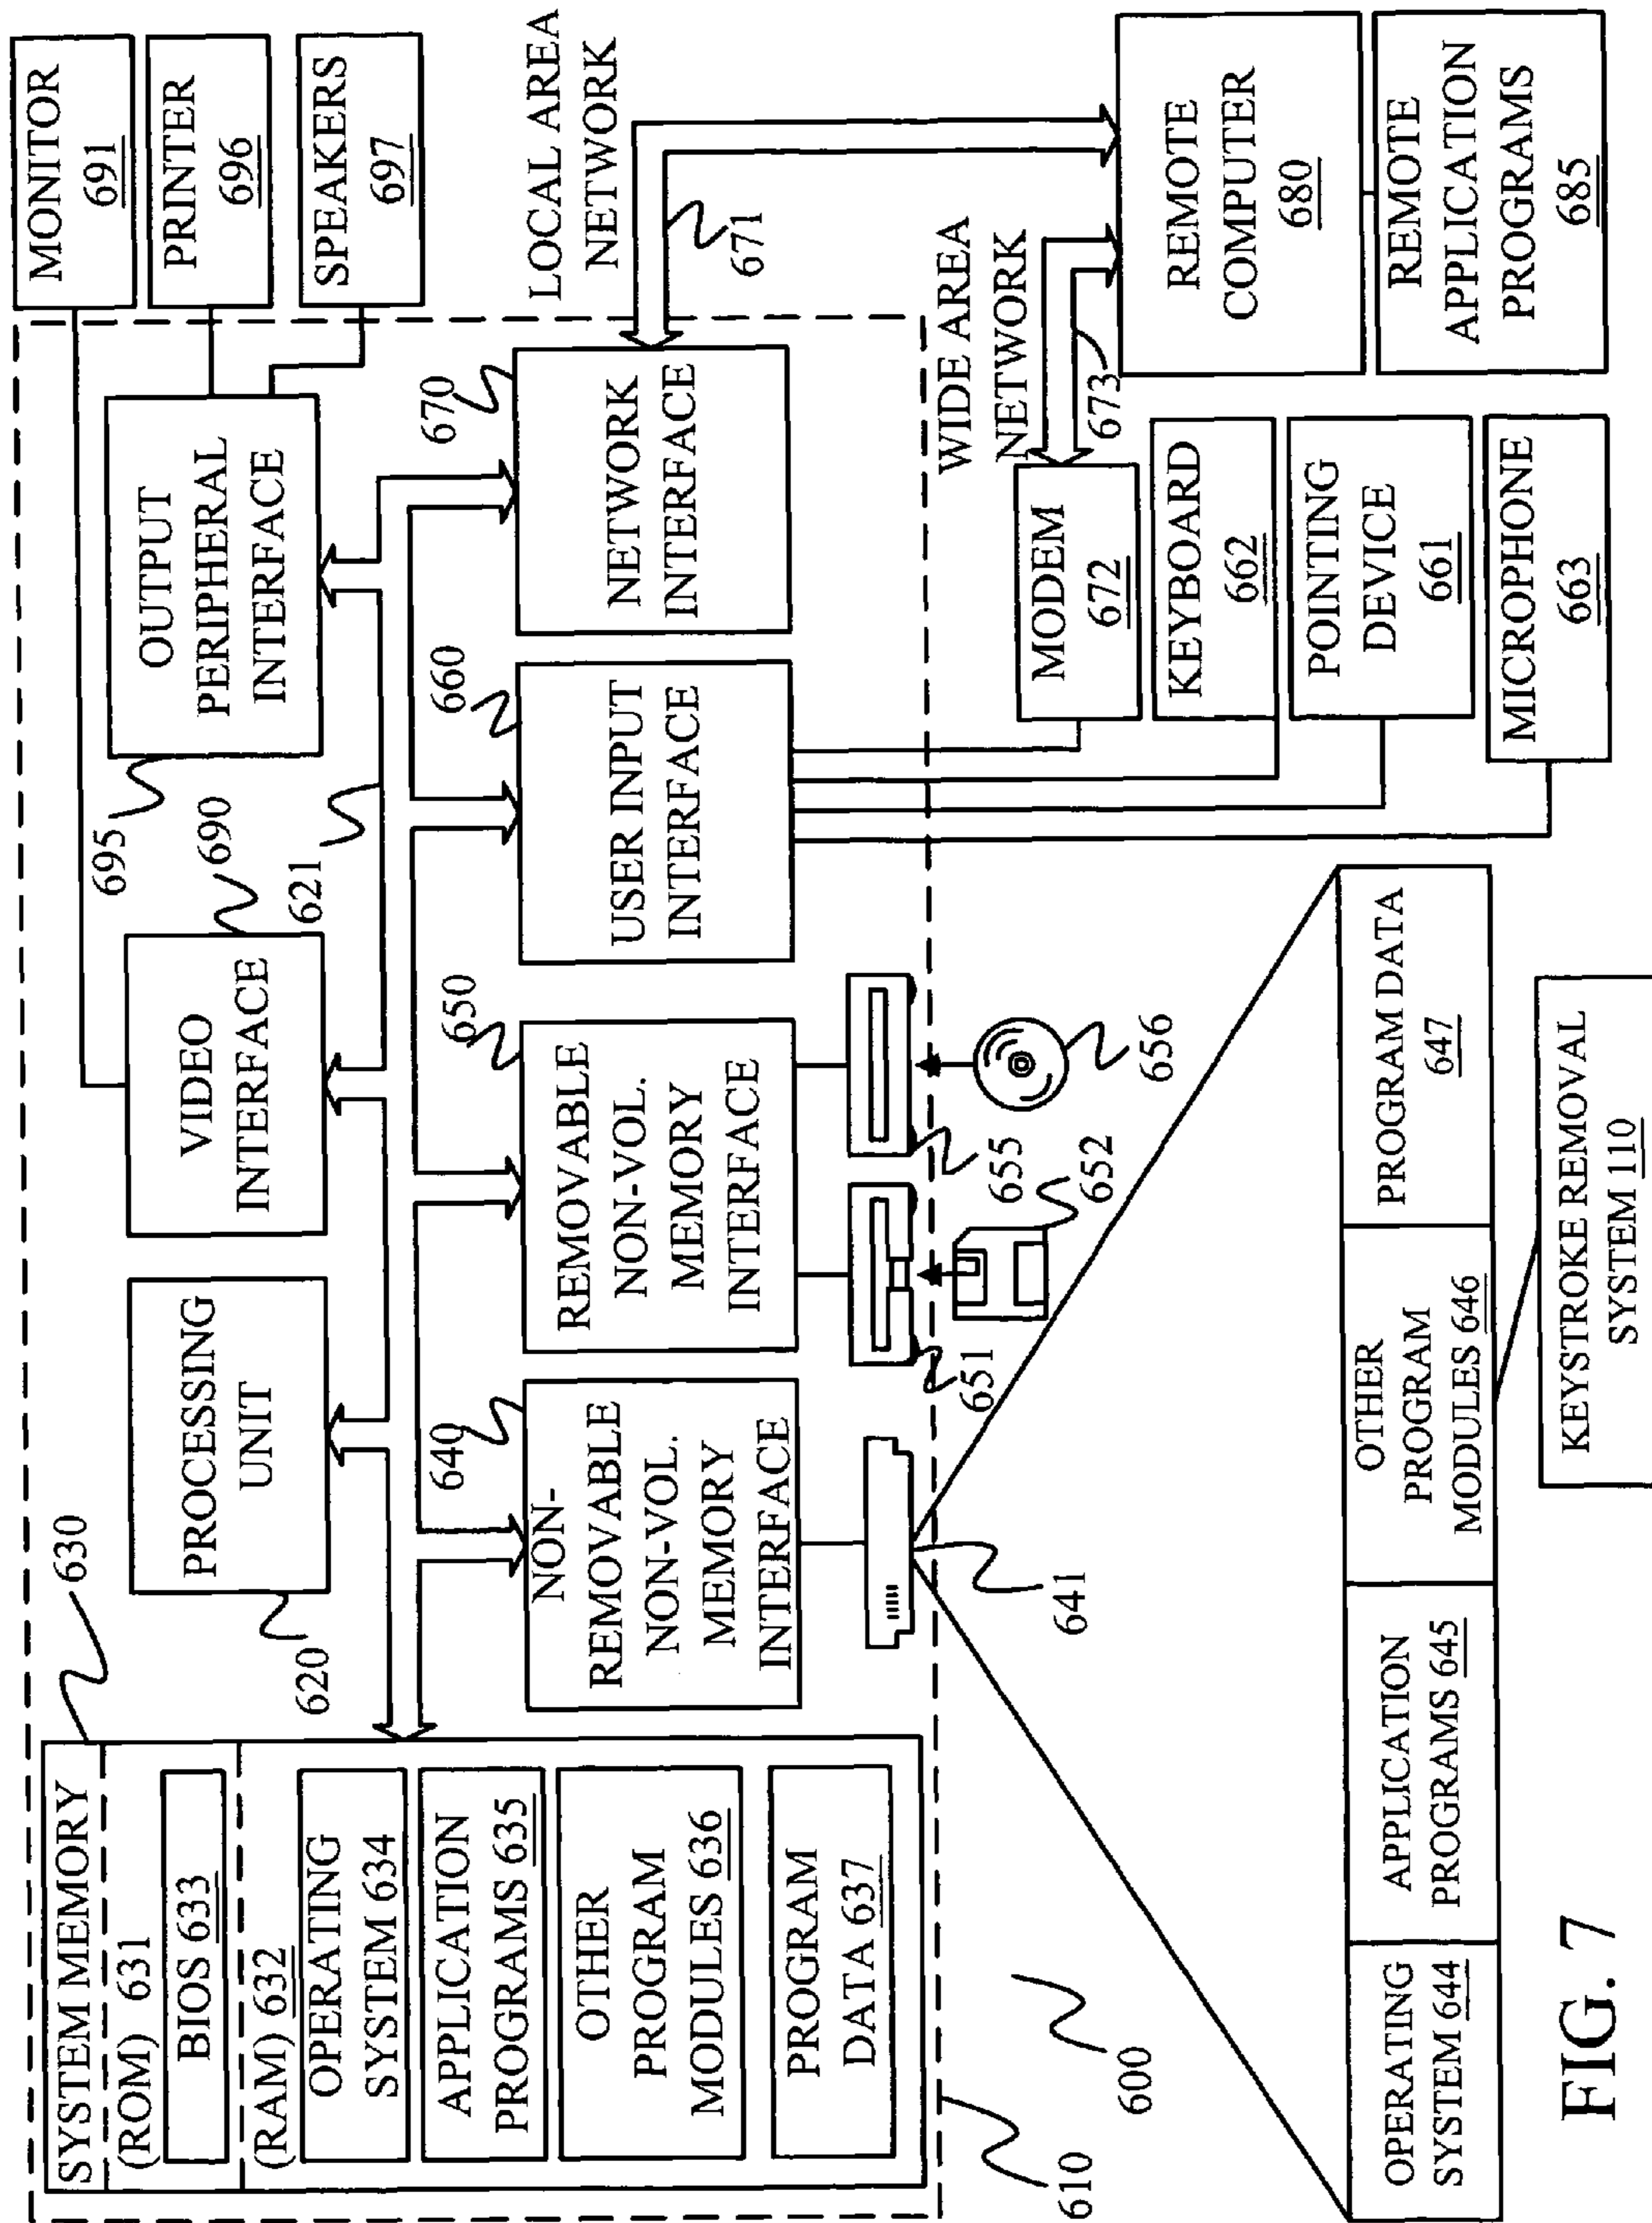 SYSTEM MEMORY
(ROM) 631
BIOS 633
(RAM) 632
OPERATING
SYSTEM 634
APPLICATION
PROGRAMS 635
OTHER
PROGRAM
MODULES 636
PROGRAM
DATA 637
630
PROCESSING
UNIT
620
VIDEO
INTERFACE
690
621
OUTPUT
PERIPHERAL
INTERFACE
695
MONITOR
691
PRINTER
696
SPEAKERS
697
NON-
REMOVABLE
NON-VOL.
MEMORY
INTERFACE
640
REMOVABLE
NON-VOL.
MEMORY
INTERFACE
650
USER INPUT
INTERFACE
660
NETWORK
INTERFACE
670
LOCAL AREA
NETWORK
671
641
651
652
655
656
WIDE AREA
NETWORK
673
MODEM
672
KEYBOARD
662
POINTING
DEVICE
661
MICROPHONE
663
REMOTE
COMPUTER
680
REMOTE
APPLICATION
PROGRAMS
685
610
600
OPERATING
SYSTEM 644
APPLICATION
PROGRAMS 645
OTHER
PROGRAM
MODULES 646
PROGRAM DATA
647
KEYSTROKE REMOVAL
SYSTEM 110
FIG. 7